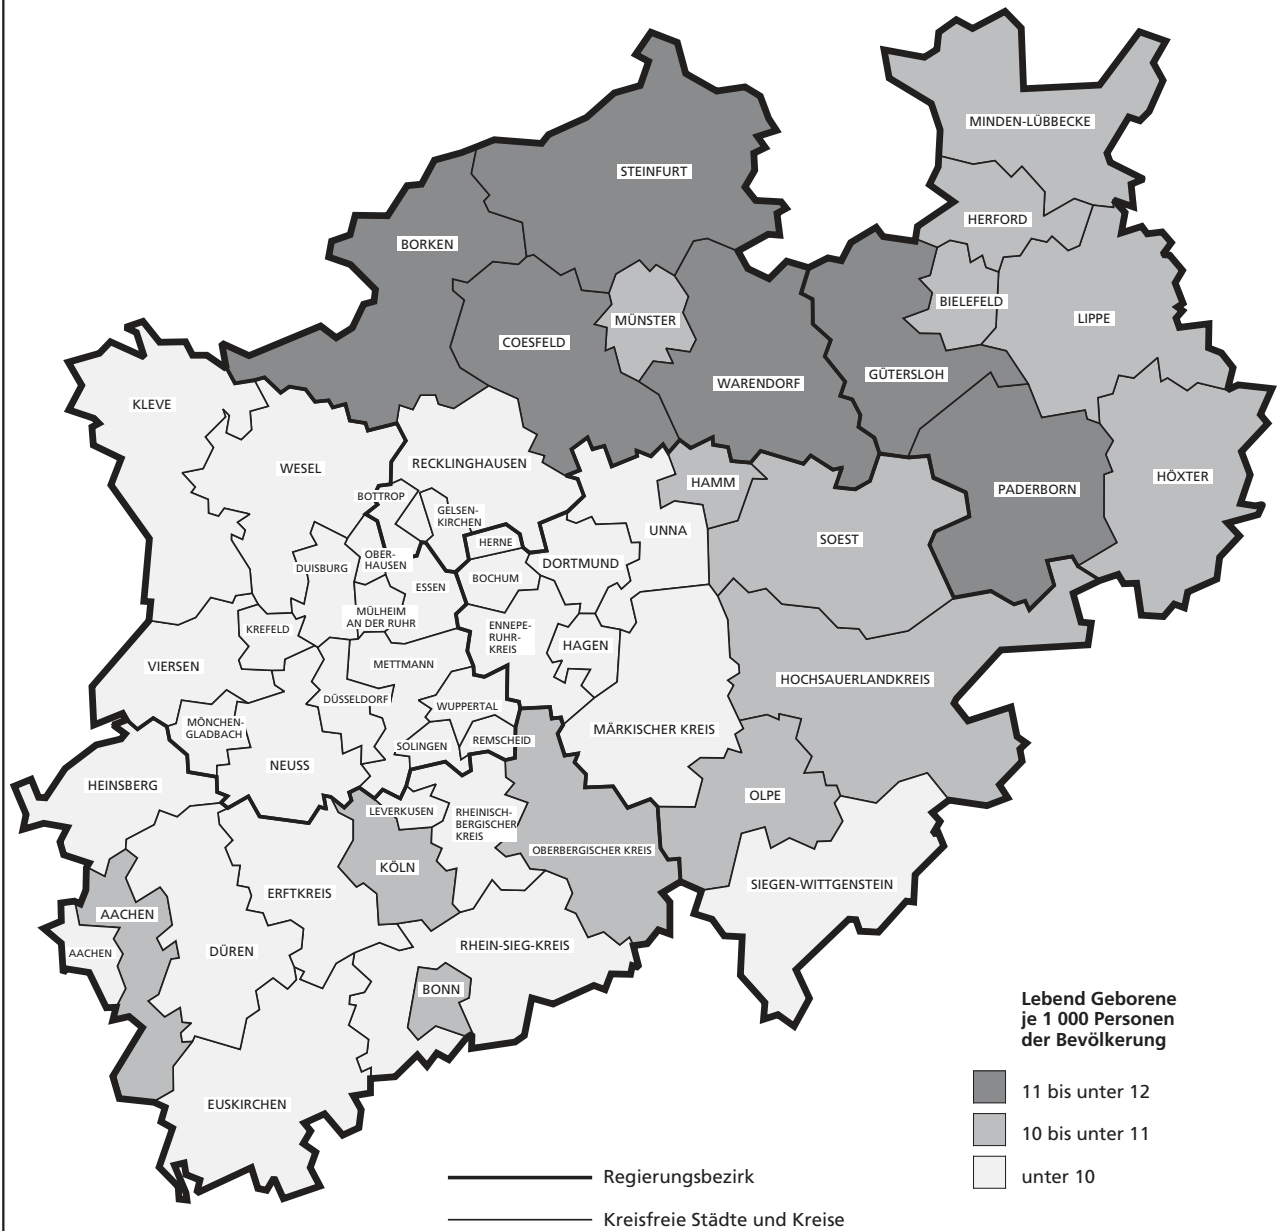 MINDEN-LÜBBECKE
STEINFURT
HERFORD
BORKEN
BIELEFELD
LIPPE
MÜNSTER
COESFELD
GÜTERSLOH
WARENDORF
KLEVE
WESEL
RECKLINGHAUSEN
HAMM
HÖXTER
PADERBORN
BOTTROP
GELSEN-
KIRCHEN
UNNA
SOEST
HERNE
OBER-
HAUSEN
DORTMUND
DUISBURG
BOCHUM
ESSEN
MÜLHEIM
AN DER RUHR
KREFELD
ENNEPE-
RUHR-
KREIS
HAGEN
VIERSEN
METTMANN
HOCHSAUERLANDKREIS
DÜSSELDORF
WUPPERTAL
MÖNCHEN-
GLADBACH
MÄRKISCHER KREIS
SOLINGEN
REMSCHEID
NEUSS
HEINSBERG
OLPE
LEVERKUSEN
RHEINISCH-
BERGISCHER
KREIS
OBERBERGISCHER KREIS
KÖLN
SIEGEN-WITTGENSTEIN
ERFTKREIS
AACHEN
RHEIN-SIEG-KREIS
DÜREN
AACHEN
BONN
EUSKIRCHEN
Lebend Geborene
je 1 000 Personen
der Bevölkerung
11 bis unter 12
10 bis unter 11
unter 10
Regierungsbezirk
Kreisfreie Städte und Kreise